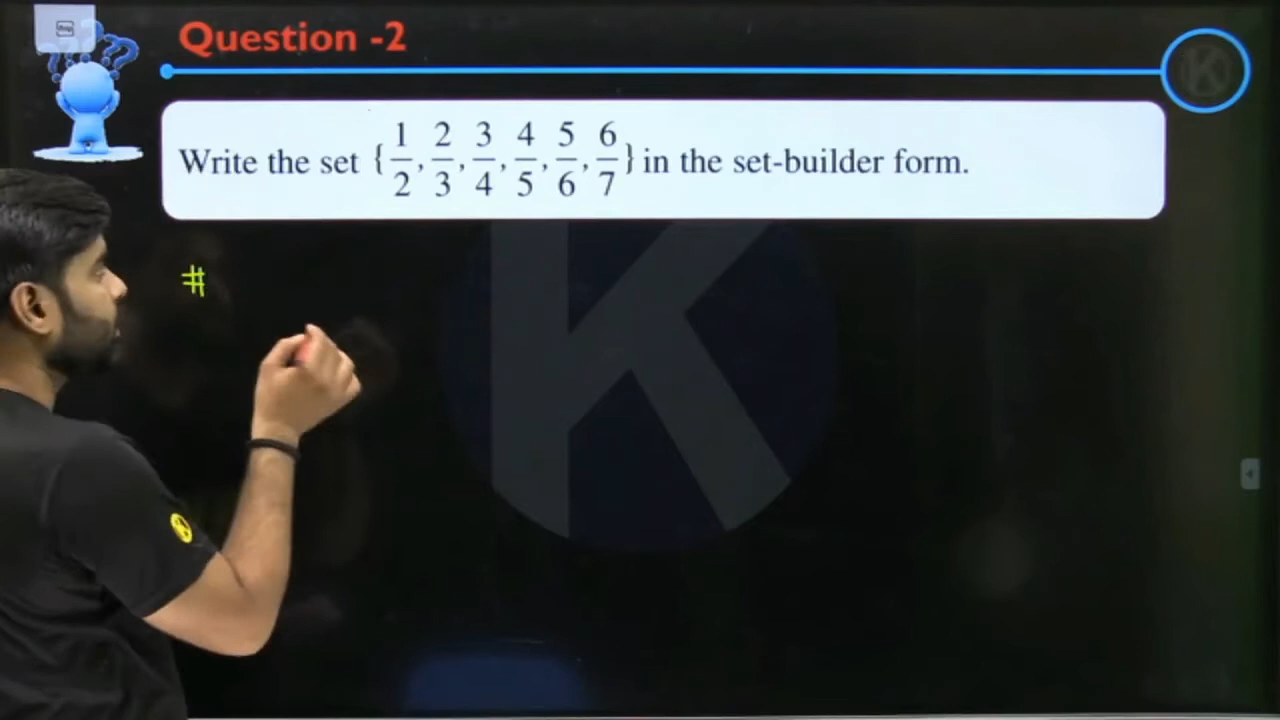 Question -2
Write the set {1/2, 2/3, 3/4, 4/5, 5/6, 6/7} in the set-builder form.
#
K
K